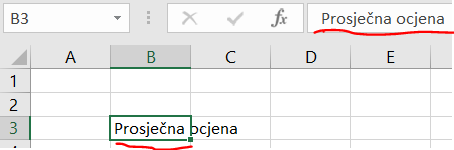 B3 fx Prosječna ocjena
A B C D E
1
2
3 Prosječna ocjena